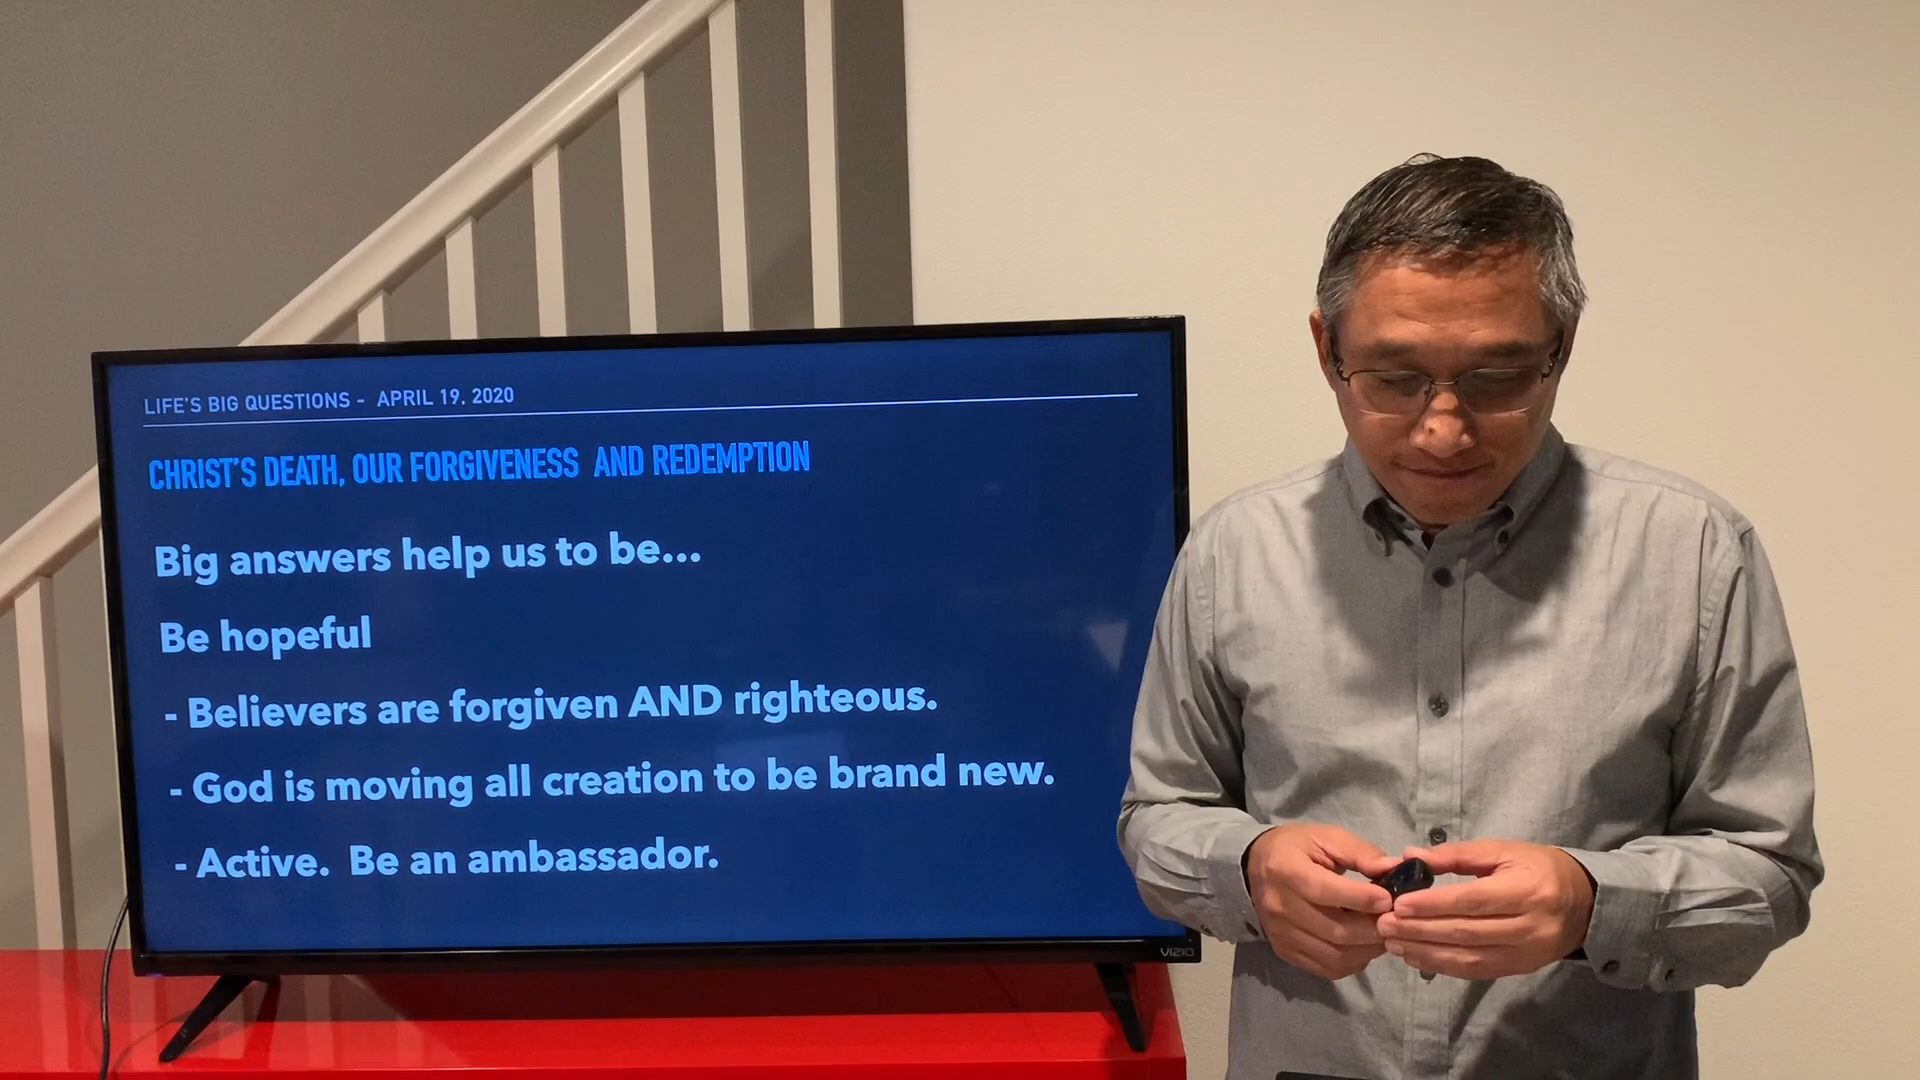 LIFE'S BIG QUESTIONS - APRIL 19, 2020
CHRIST'S DEATH, OUR FORGIVENESS AND REDEMPTION
Big answers help us to be...
Be hopeful
- Believers are forgiven AND righteous.
- God is moving all creation to be brand new.
- Active. Be an ambassador.
VIZIO